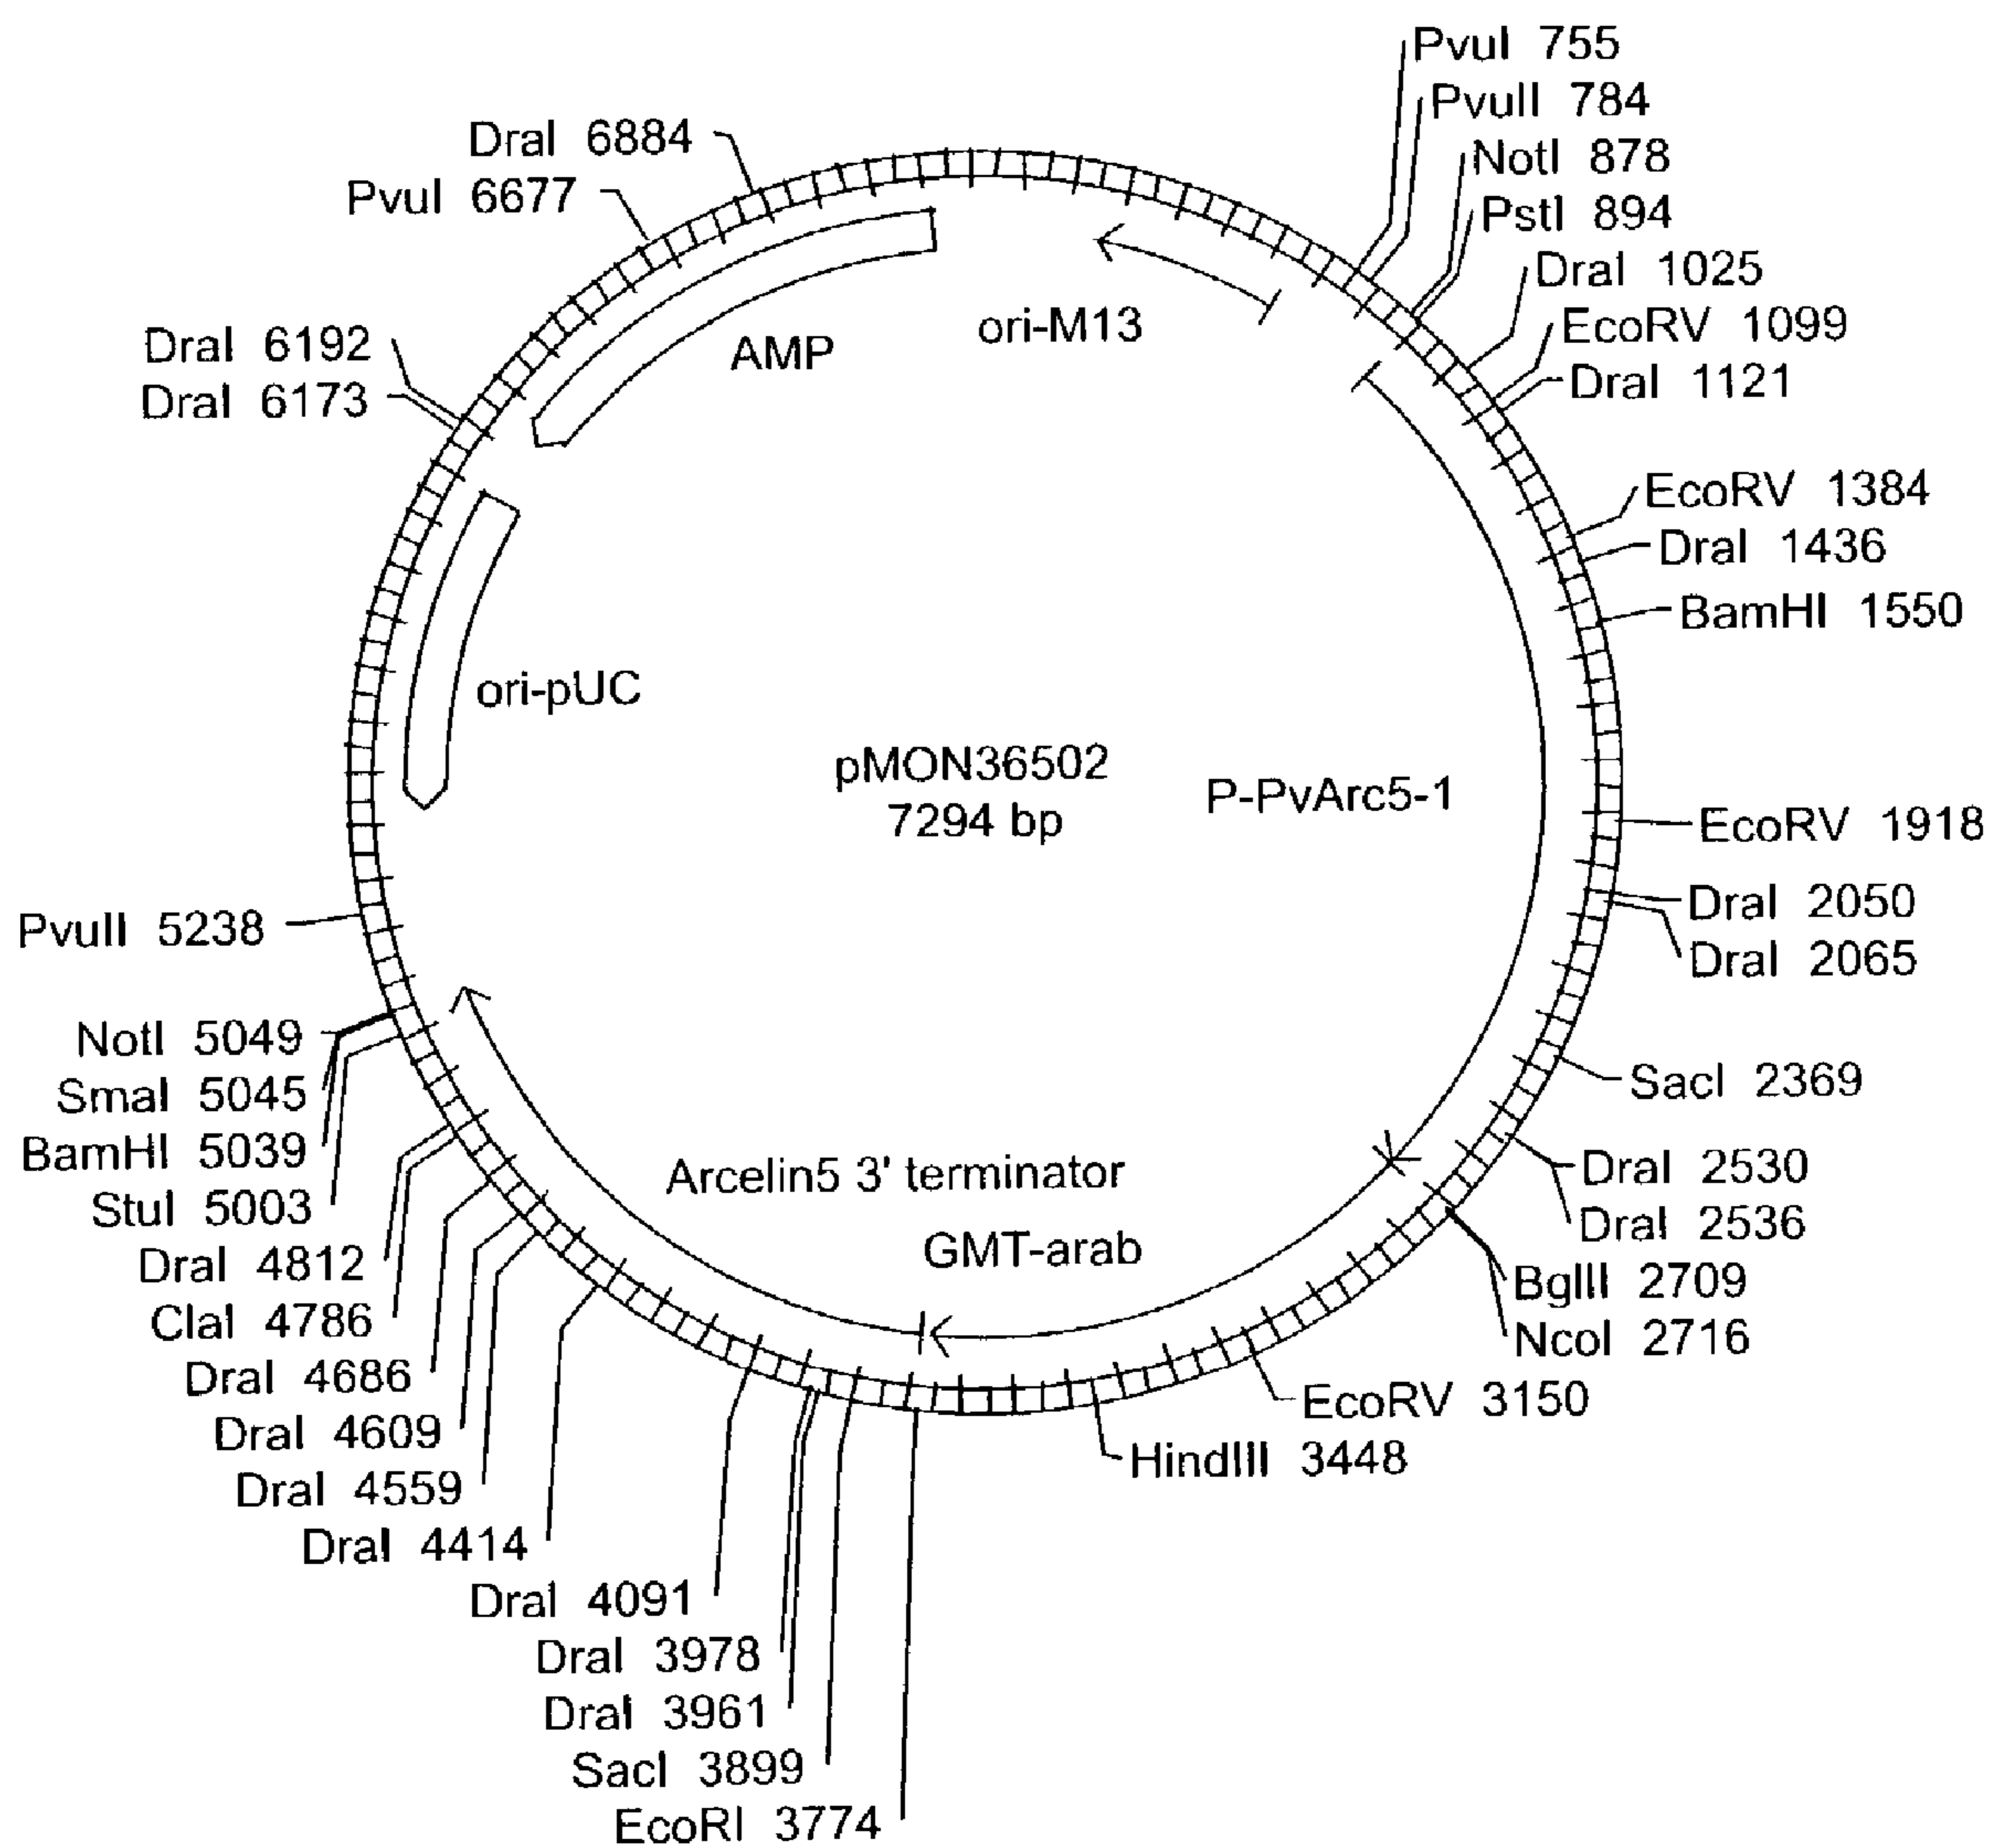 PvuI 755
PvuII 784
NotI 878
PstI 894
DraI 1025
EcoRV 1099
DraI 1121
EcoRV 1384
DraI 1436
BamHI 1550
EcoRV 1918
DraI 2050
DraI 2065
SacI 2369
DraI 2530
DraI 2536
BglII 2709
NcoI 2716
EcoRV 3150
HindIII 3448
EcoRI 3774
SacI 3899
DraI 3961
DraI 3978
DraI 4091
DraI 4414
DraI 4559
DraI 4609
DraI 4686
ClaI 4786
DraI 4812
StuI 5003
BamHI 5039
SmaI 5045
NotI 5049
PvuII 5238
DraI 6173
DraI 6192
PvuI 6677
DraI 6884
ori-M13
AMP
ori-pUC
pMON36502
7294 bp
P-PvArc5-1
Arcelin5 3' terminator
GMT-arab